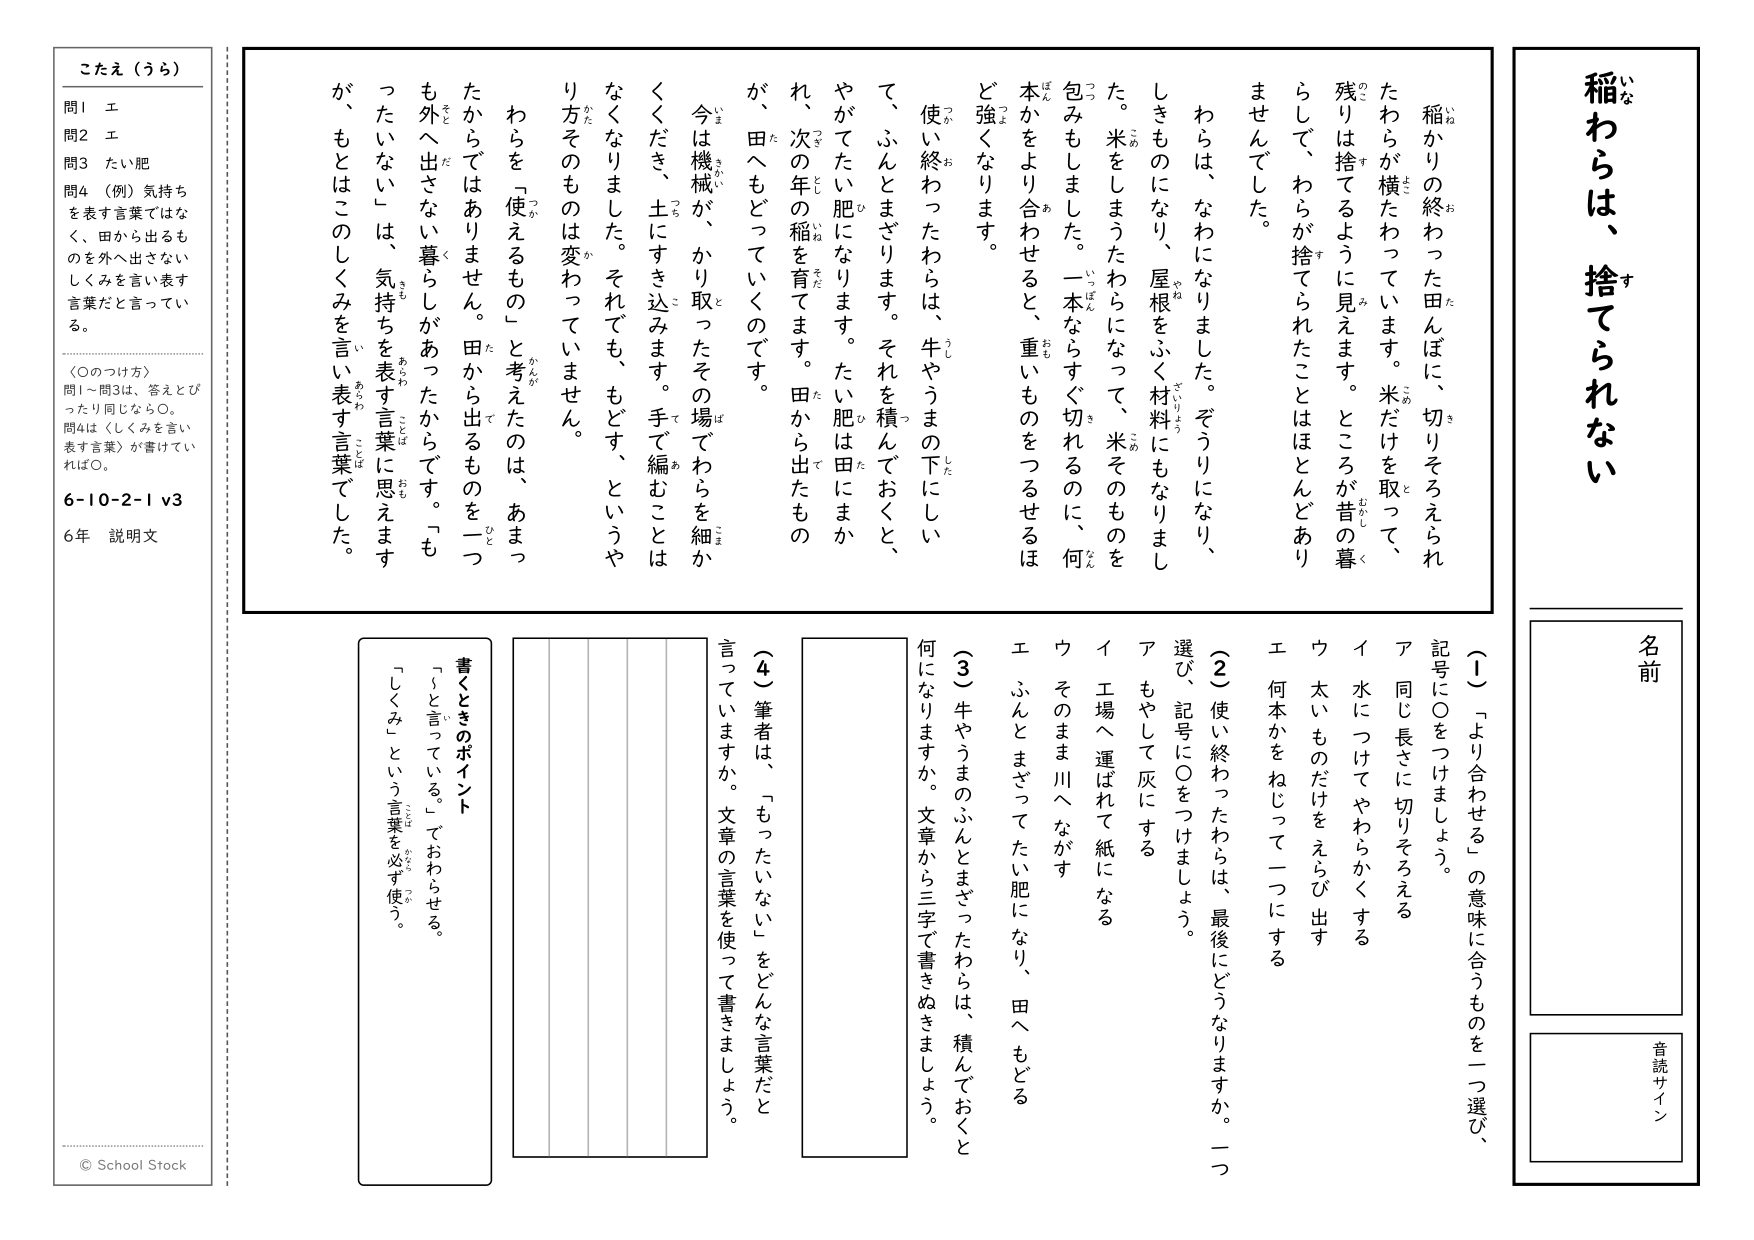 稲わらは、捨てられない
名前
音読サイン
稲かりの終わった田んぼに、切りそろえられ
たわらが横たわっています。米だけを取って、
残りは捨てるように見えます。ところが昔の暮
らしで、わらが捨てられたことはほとんどあり
ませんでした。
わらは、なわになりました。ぞうりになり、
しきものになり、屋根をふく材料にもなりまし
た。米をしまうたわらになって、米そのものを
包みもしました。一本ならすぐ切れるのに、何
本かをより合わせると、重いものをつるせるほ
ど強くなります。
使い終わったわらは、牛やうまの下にしい
て、ふんとまざります。それを積んでおくと、
やがてたい肥になります。たい肥は田にまか
れ、次の年の稲を育てます。田から出たもの
が、田へもどっていくのです。
今は機械が、かり取ったその場でわらを細か
くくだき、土にすき込みます。手で編むことは
なくなりました。それでも、もどす、というや
り方そのものは変わっていません。
わらを「使えるもの」と考えたのは、あまっ
たからではありません。田から出るものを一つ
も外へ出さない暮らしがあったからです。「も
ったいない」は、気持ちを表す言葉に思えます
が、もとはこのしくみを言い表す言葉でした。
(1)「より合わせる」の意味に合うものを一つ選び、
記号に〇をつけましょう。
ア 同じ長さに 切りそろえる
イ 水に つけて やわらかく する
ウ 太い ものだけを えらび 出す
エ 何本かを ねじって 一つに する
(2)使い終わったわらは、最後にどうなりますか。一つ
選び、記号に〇をつけましょう。
ア もやして 灰に する
イ 工場へ 運ばれて 紙に なる
ウ そのまま 川へ ながす
エ ふんと まざって たい肥に なり、田へ もどる
(3)牛やうまのふんとまざったわらは、積んでおくと
何になりますか。文章から三字で書きぬきましょう。
(4)筆者は、「もったいない」をどんな言葉だと
言っていますか。文章の言葉を使って書きましょう。
書くときのポイント
「〜と言っている。」でおわらせる。
「しくみ」という言葉を必ず使う。
こたえ（うら）
問1 エ
問2 エ
問3 たい肥
問4 （例）気持ち
を表す言葉ではな
く、田から出るも
のを外へ出さない
しくみを言い表す
言葉だと言ってい
る。
〈〇のつけ方〉
問1〜問3は、答えとぴ
ったり同じなら〇。
問4は〈しくみを言い
表す言葉〉が書けてい
れば〇。
6-10-2-1 v3
6年 説明文
© School Stock